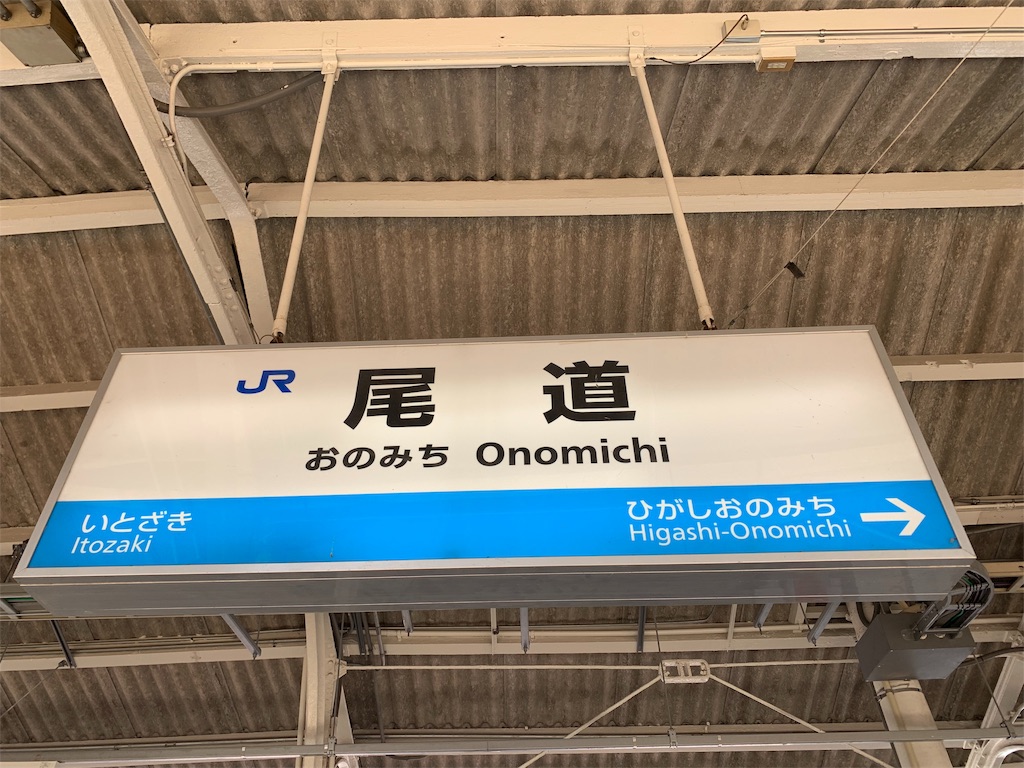 JR 尾道
おのみち Onomichi
いとざき
Itozaki
ひがしおのみち
Higashi-Onomichi →